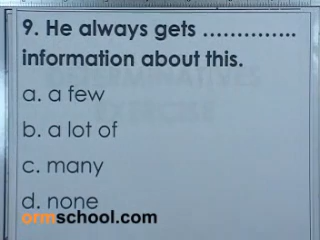 9. He always gets …………..
information about this.
a. a few
b. a lot of
c. many
d. none
ormschool.com